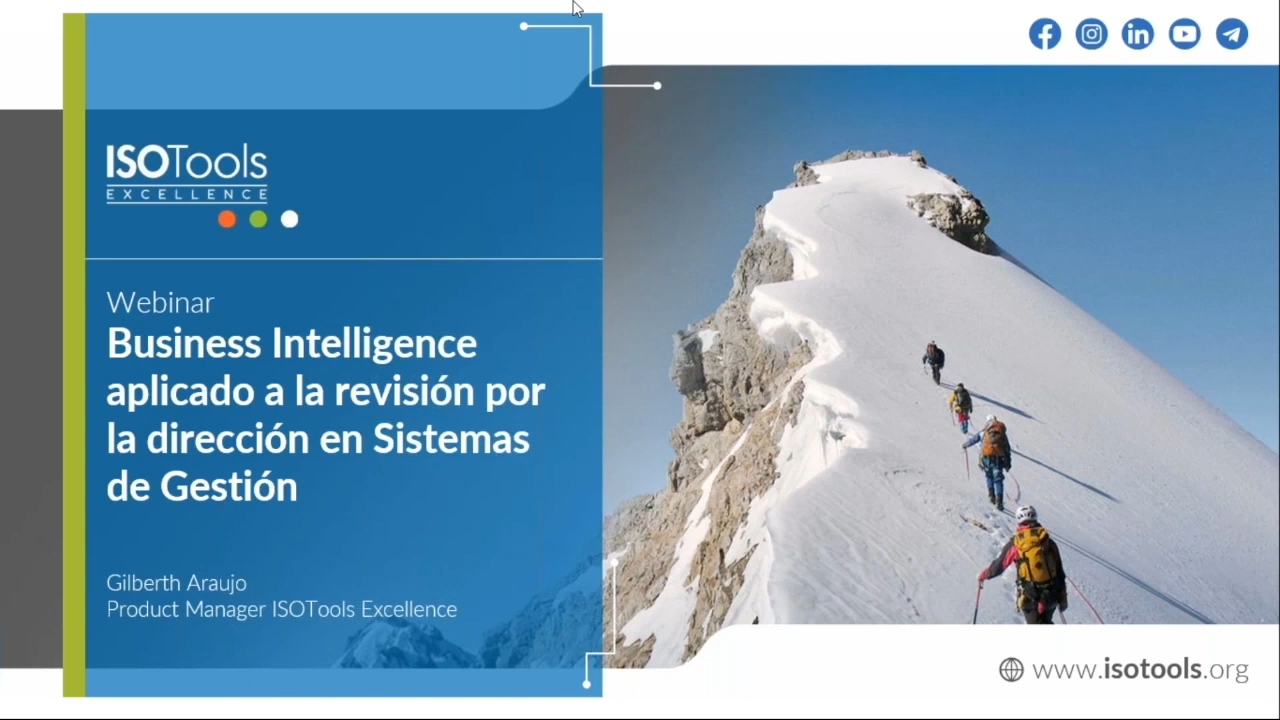 ISOTools
EXCELLENCE
Webinar
Business Intelligence
aplicado a la revisión por
la dirección en Sistemas
de Gestión
Gilberth Araujo
Product Manager ISOTools Excellence
www.isotools.org